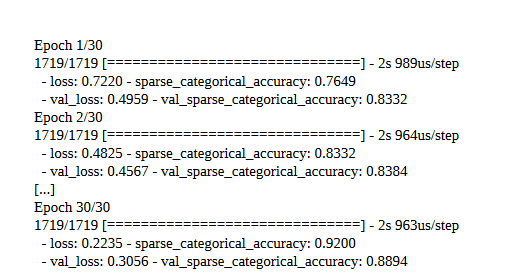 Epoch 1/30
1719/1719 [==============================] - 2s 989us/step
- loss: 0.7220 - sparse_categorical_accuracy: 0.7649
- val_loss: 0.4959 - val_sparse_categorical_accuracy: 0.8332
Epoch 2/30
1719/1719 [==============================] - 2s 964us/step
- loss: 0.4825 - sparse_categorical_accuracy: 0.8332
- val_loss: 0.4567 - val_sparse_categorical_accuracy: 0.8384
[...]
Epoch 30/30
1719/1719 [==============================] - 2s 963us/step
- loss: 0.2235 - sparse_categorical_accuracy: 0.9200
- val_loss: 0.3056 - val_sparse_categorical_accuracy: 0.8894